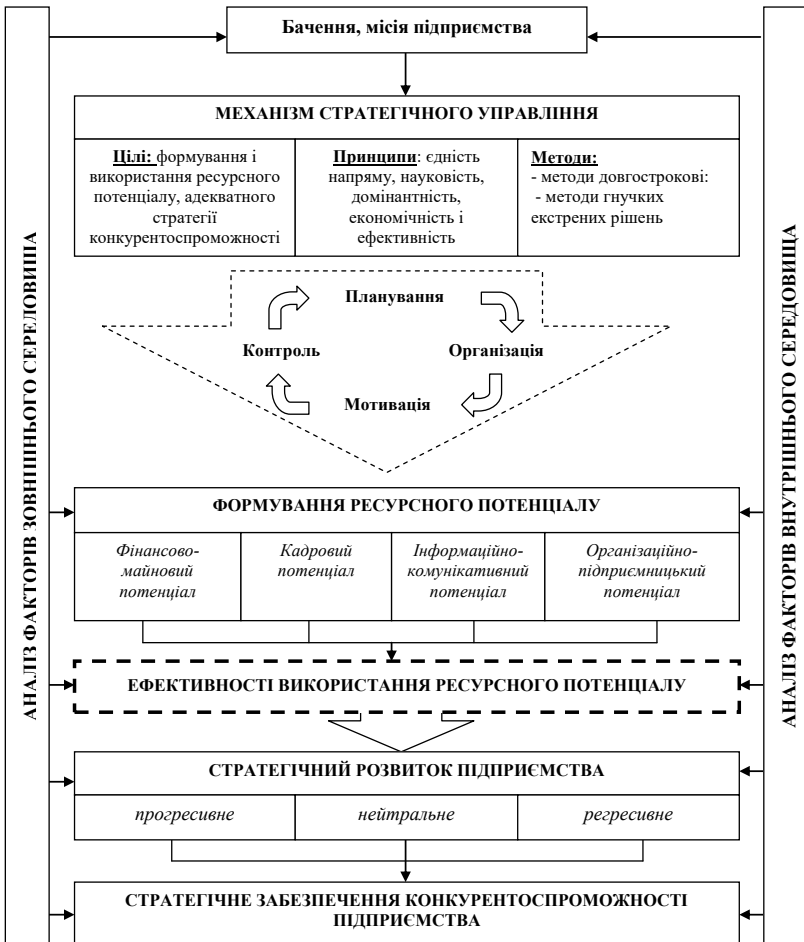 Бачення, місія підприємства
МЕХАНІЗМ СТРАТЕГІЧНОГО УПРАВЛІННЯ
Цілі: формування і
використання ресурсного
потенціалу, адекватного
стратегії
конкурентоспроможності
Принципи: єдність
напряму, науковість,
домінантність,
економічність і
ефективність
Методи:
- методи довгострокові:
- методи гнучких
екстрених рішень
Планування
Контроль
Організація
Мотивація
ФОРМУВАННЯ РЕСУРСНОГО ПОТЕНЦІАЛУ
Фінансово-
майновий
потенціал
Кадровий
потенціал
Інформаційно-
комунікативний
потенціал
Організаційно-
підприємницький
потенціал
ЕФЕКТИВНОСТІ ВИКОРИСТАННЯ РЕСУРСНОГО ПОТЕНЦІАЛУ
СТРАТЕГІЧНИЙ РОЗВИТОК ПІДПРИЄМСТВА
прогресивне
нейтральне
регресивне
СТРАТЕГІЧНЕ ЗАБЕЗПЕЧЕННЯ КОНКУРЕНТОСПРОМОЖНОСТІ
ПІДПРИЄМСТВА
АНАЛІЗ ФАКТОРІВ ЗОВНІШНЬОГО СЕРЕДОВИЩА
АНАЛІЗ ФАКТОРІВ ВНУТРІШНЬОГО СЕРЕДОВИЩА